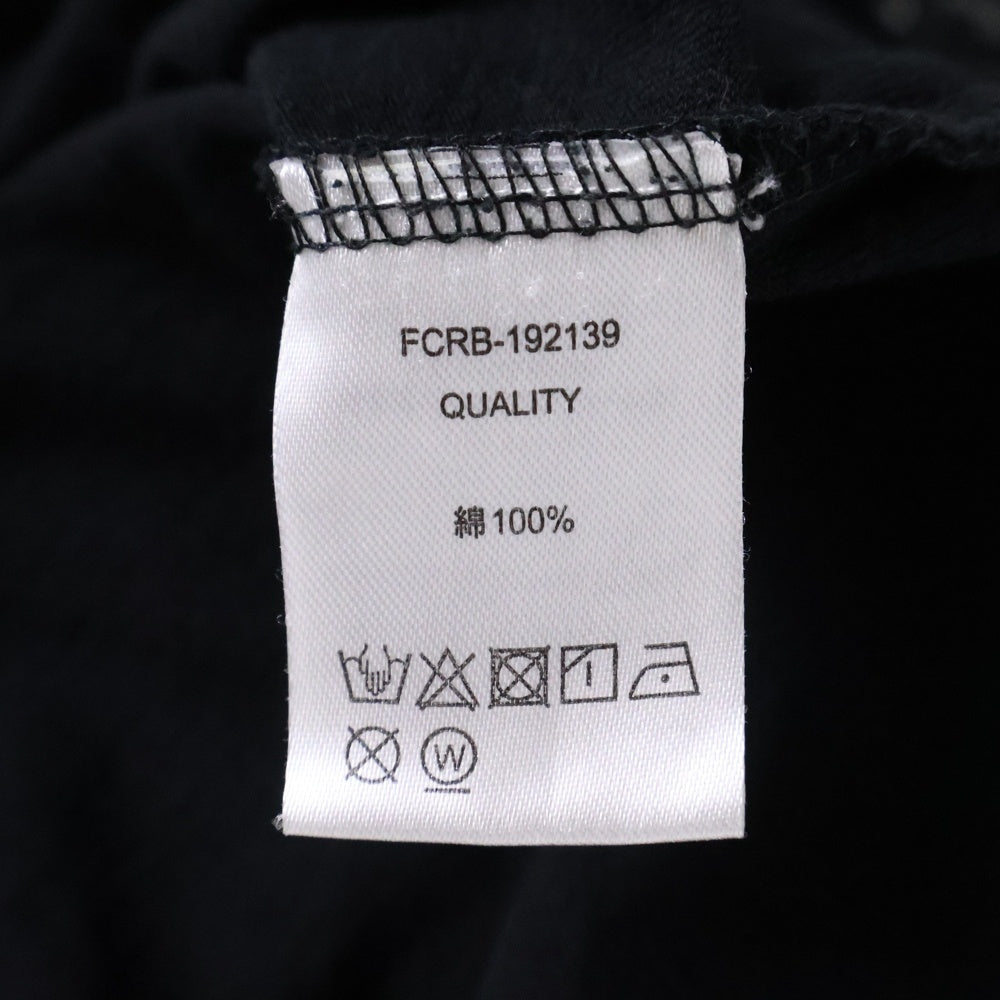 FCRB-192139
QUALITY
綿100%
W